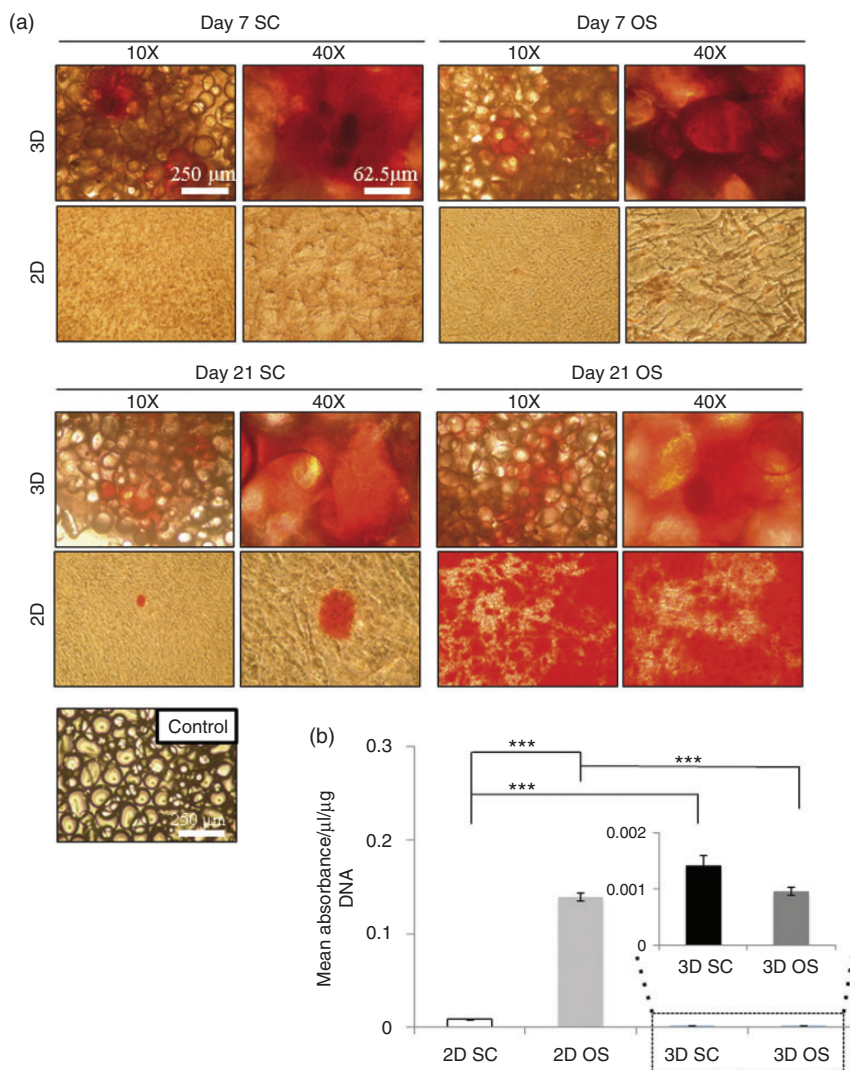 (a)
Day 7 SC
Day 7 OS
10X
40X
10X
40X
3D
250 µm
62.5µm
2D
Day 21 SC
Day 21 OS
10X
40X
10X
40X
3D
2D
Control
250 µm
(b)
Mean absorbance/µl/µg
DNA
0.3
0.2
0.1
0
***
***
***
0.002
0.001
0
3D SC
3D OS
2D SC
2D OS
3D SC
3D OS